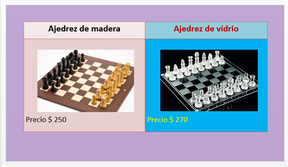 Ajedrez de madera
Ajedrez de vidrio
Precio $ 250
Precio $ 270